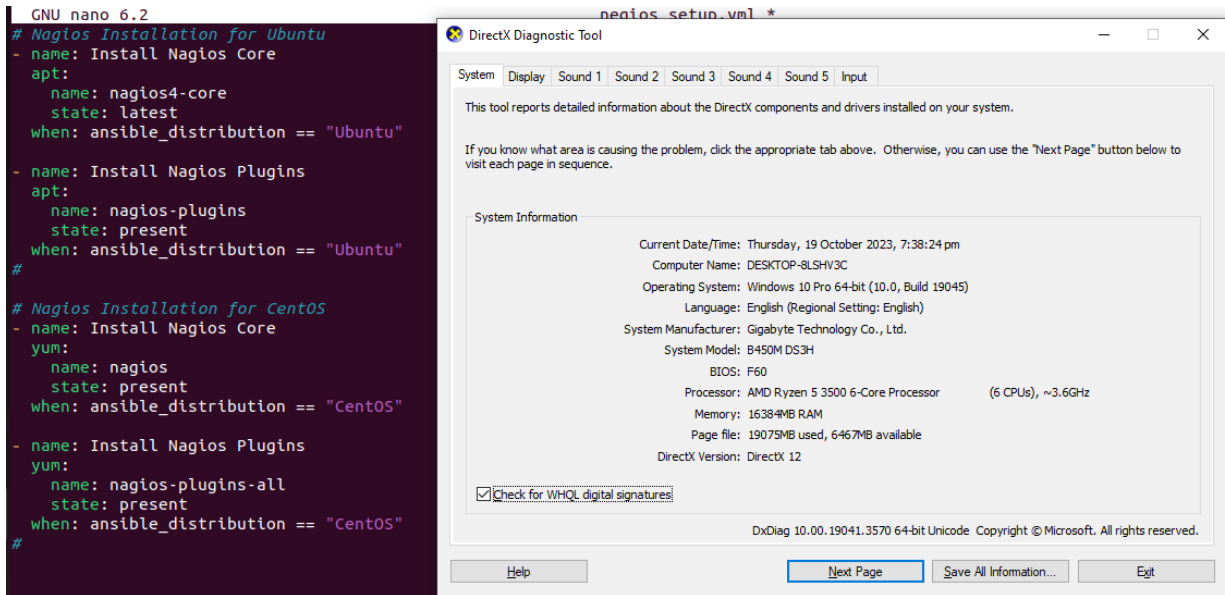 GNU nano 6.2
negios_setup.yml *
# Nagios Installation for Ubuntu
- name: Install Nagios Core
apt:
name: nagios4-core
state: latest
when: ansible_distribution == "Ubuntu"
- name: Install Nagios Plugins
apt:
name: nagios-plugins
state: present
when: ansible_distribution == "Ubuntu"
#
# Nagios Installation for CentOS
- name: Install Nagios Core
yum:
name: nagios
state: present
when: ansible_distribution == "CentOS"
- name: Install Nagios Plugins
yum:
name: nagios-plugins-all
state: present
when: ansible_distribution == "CentOS"
#
DirectX Diagnostic Tool
System Display Sound 1 Sound 2 Sound 3 Sound 4 Sound 5 Input
This tool reports detailed information about the DirectX components and drivers installed on your system.
If you know what area is causing the problem, click the appropriate tab above. Otherwise, you can use the "Next Page" button below to
visit each page in sequence.
System Information
Current Date/Time: Thursday, 19 October 2023, 7:38:24 pm
Computer Name: DESKTOP-8LSHV3C
Operating System: Windows 10 Pro 64-bit (10.0, Build 19045)
Language: English (Regional Setting: English)
System Manufacturer: Gigabyte Technology Co., Ltd.
System Model: B450M DS3H
BIOS: F60
Processor: AMD Ryzen 5 3500 6-Core Processor (6 CPUs), ~3.6GHz
Memory: 16384MB RAM
Page file: 19075MB used, 6467MB available
DirectX Version: DirectX 12
Check for WHQL digital signatures
DxDiag 10.00.19041.3570 64-bit Unicode Copyright © Microsoft. All rights reserved.
Help Next Page Save All Information... Exit